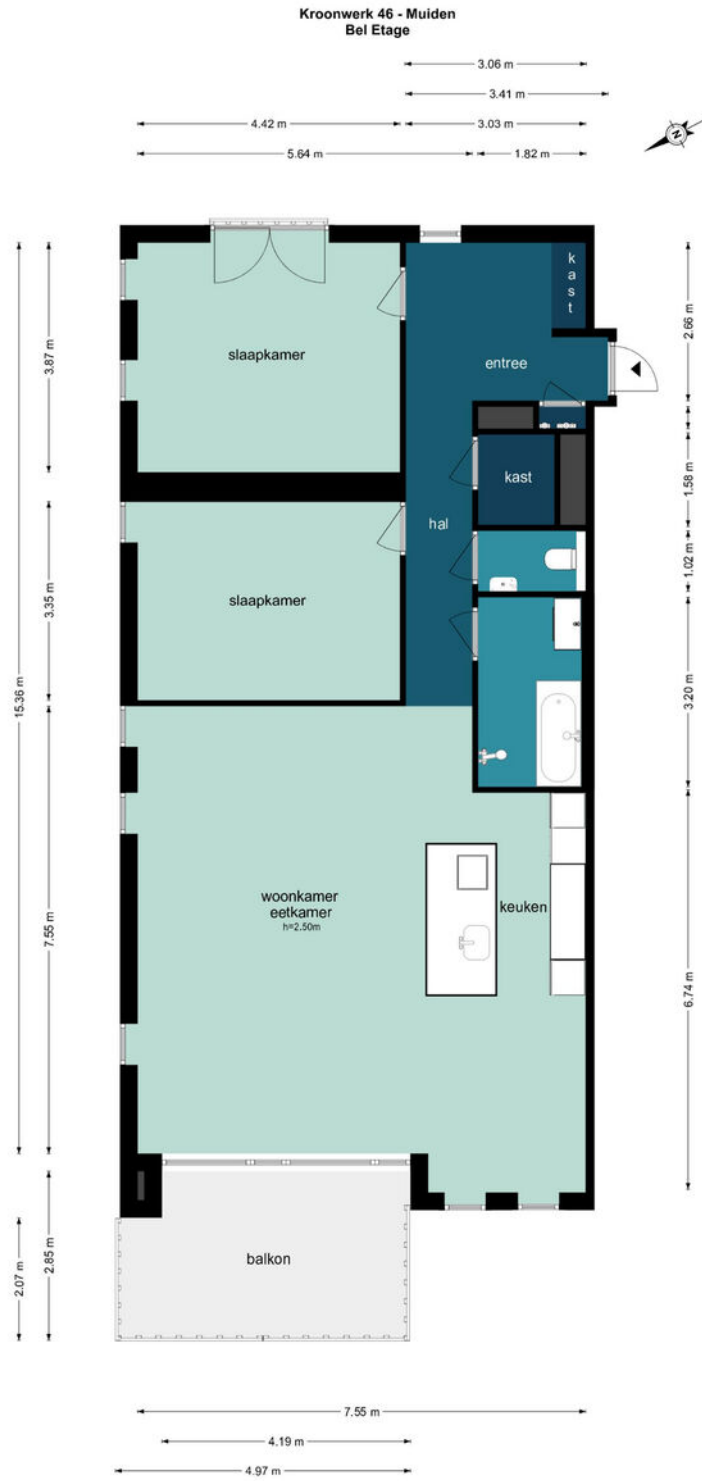 Kroonwerk 46 - Muiden
Bel Etage
3.06 m
3.41 m
4.42 m
3.03 m
5.64 m
1.82 m
N
kast
slaapkamer
entree
kast
hal
slaapkamer
woonkamer
eetkamer
h=2.50m
keuken
balkon
15.36 m
3.87 m
3.35 m
7.55 m
2.85 m
2.07 m
2.66 m
1.58 m
1.02 m
3.20 m
6.74 m
7.55 m
4.19 m
4.97 m